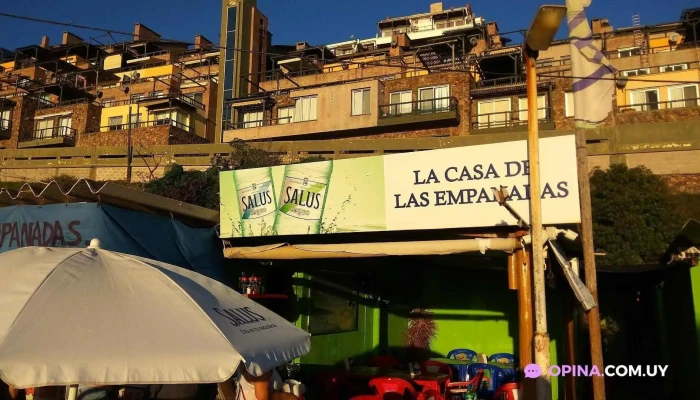 LA CASA DE
LAS EMPANADAS
SALUS
SALUS
PANADAS
SALUS
OPINA.COM.UY